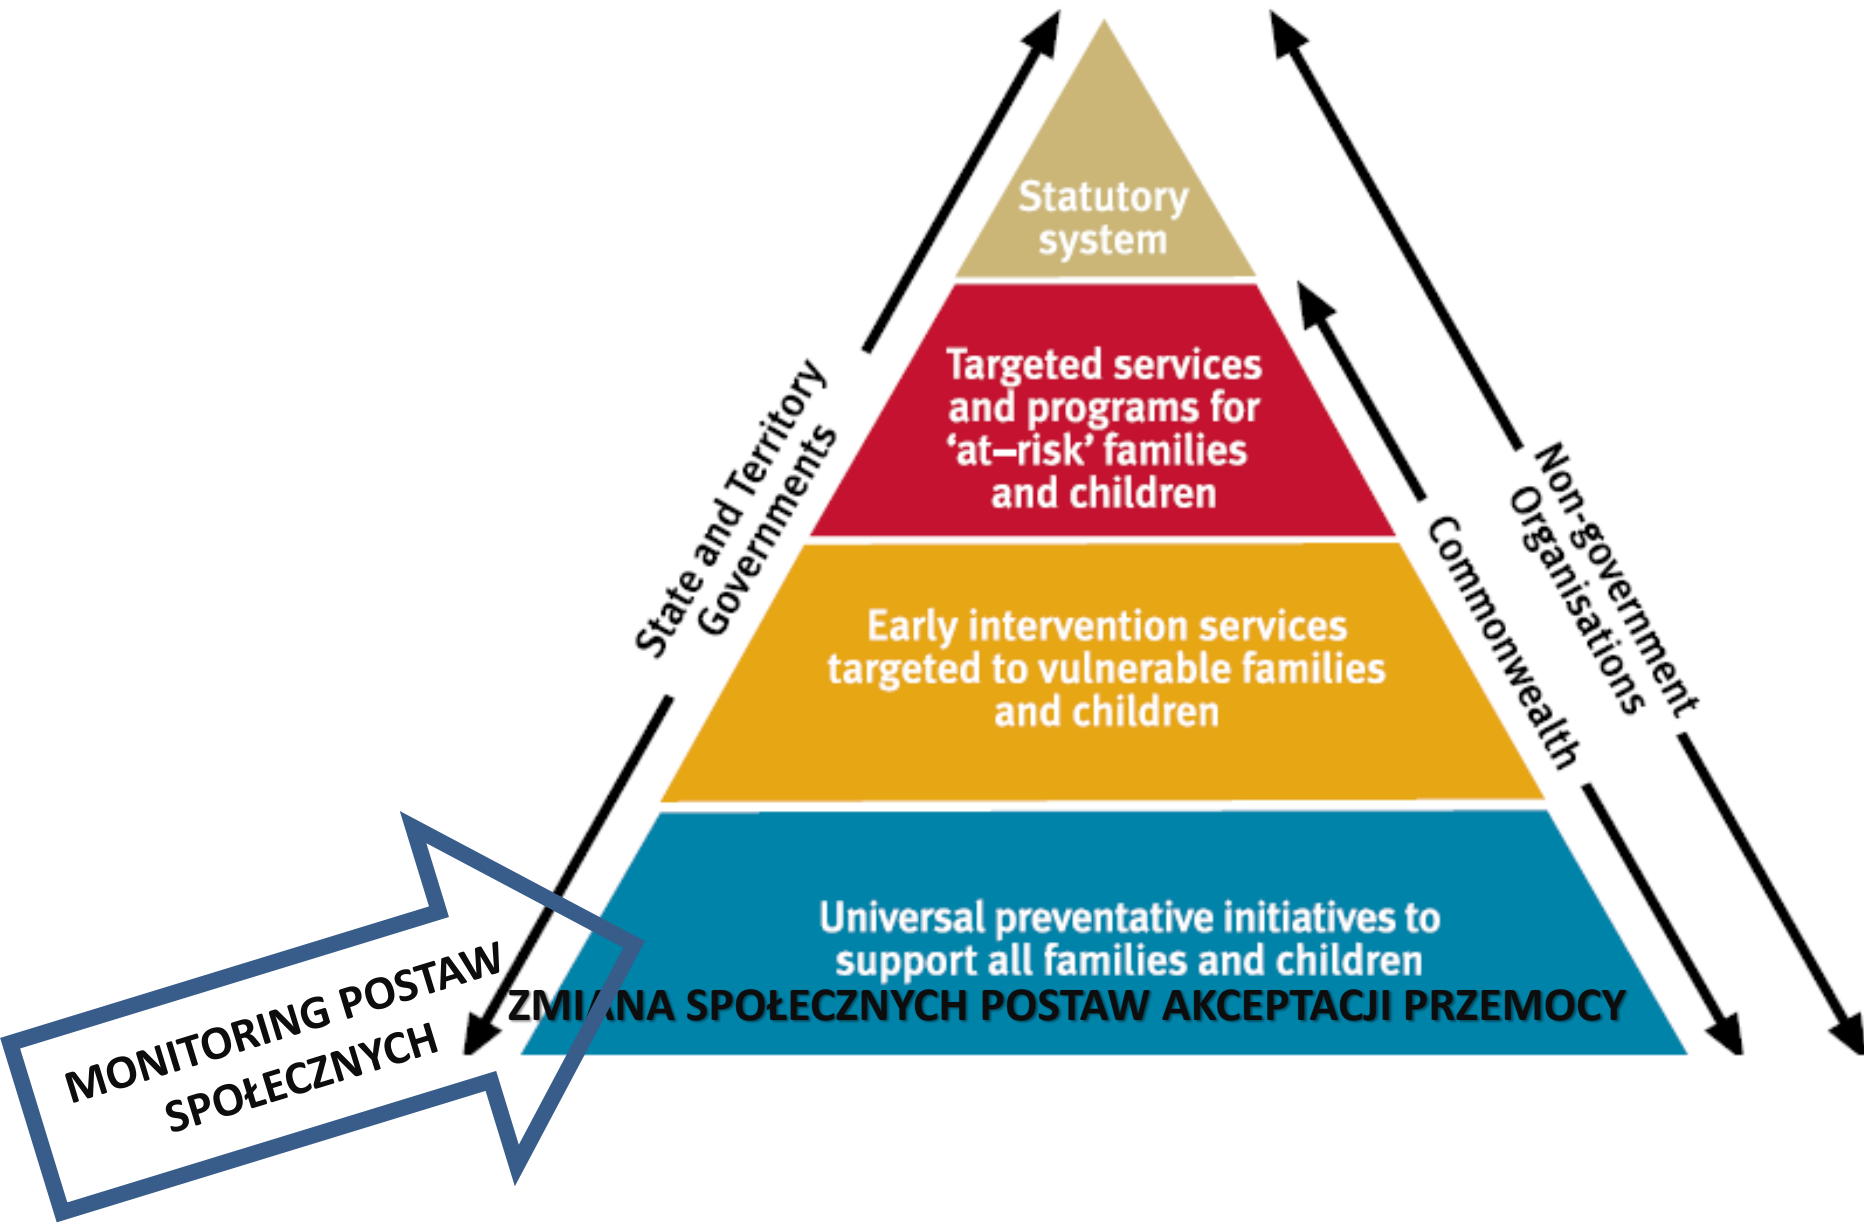 Statutory
system
Targeted services
and programs for
‘at–risk’ families
and children
Early intervention services
targeted to vulnerable families
and children
Universal preventative initiatives to
support all families and children
ZMIANA SPOŁECZNYCH POSTAW AKCEPTACJI PRZEMOCY
State and Territory
Governments
Commonwealth
Non-government
Organisations
MONITORING POSTAW
SPOŁECZNYCH